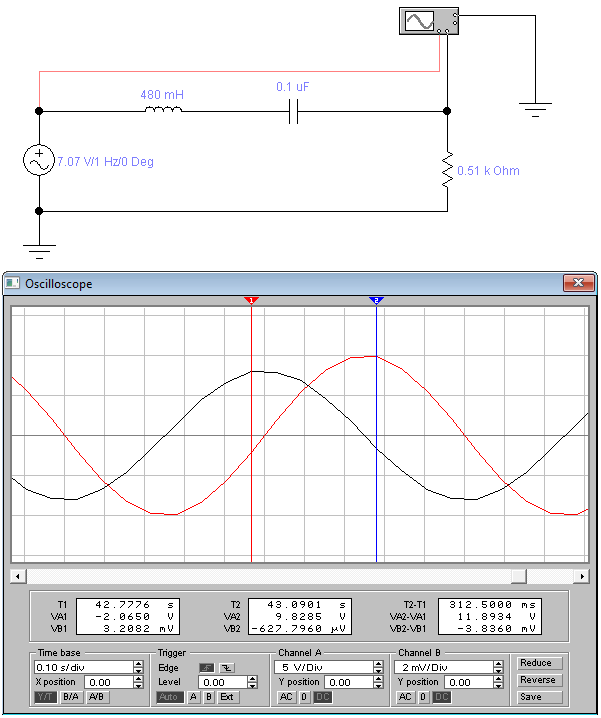 480 mH
0.1 uF
7.07 V/1 Hz/0 Deg
0.51 k Ohm
Oscilloscope
1 2
T1 42.7776 s T2 43.0901 s T2-T1 312.5000 ms
VA1 -2.0650 V VA2 9.8285 V VA2-VA1 11.8934 V
VB1 3.2082 mV VB2 -627.7960 µV VB2-VB1 -3.8360 mV
Time base Trigger Channel A Channel B
0.10 s/div Edge 5 V/Div 2 mV/Div Reduce
X position 0.00 Level 0.00 Y position 0.00 Y position 0.00 Reverse
Y/T B/A A/B Auto A B Ext AC 0 DC AC 0 DC Save